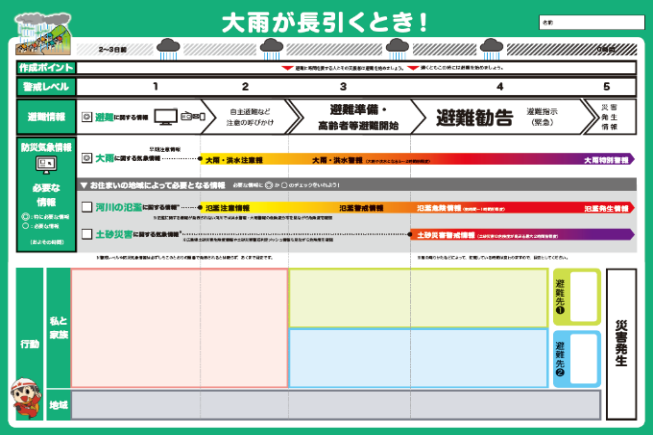 大雨が長引くとき！
名前
2～3日前
作成ポイント
警戒レベル
1
2
3
4
5
避難情報
避難に関する情報
自主避難など
注意の呼びかけ
避難準備・
高齢者等避難開始
避難勧告
避難指示
（緊急）
災害
発生
情報
防災気象情報
必要な
情報
大雨に関する気象情報
早期注意情報
大雨・洪水注意報
大雨・洪水警報
大雨特別警報
▼お住まいの地域によって必要となる情報
河川の氾濫に関する情報
氾濫注意情報
氾濫警戒情報
氾濫危険情報
氾濫発生情報
土砂災害に関する気象情報
土砂災害警戒情報
行動
私と
家族
地域
避難先❶
避難先❷
災害発生